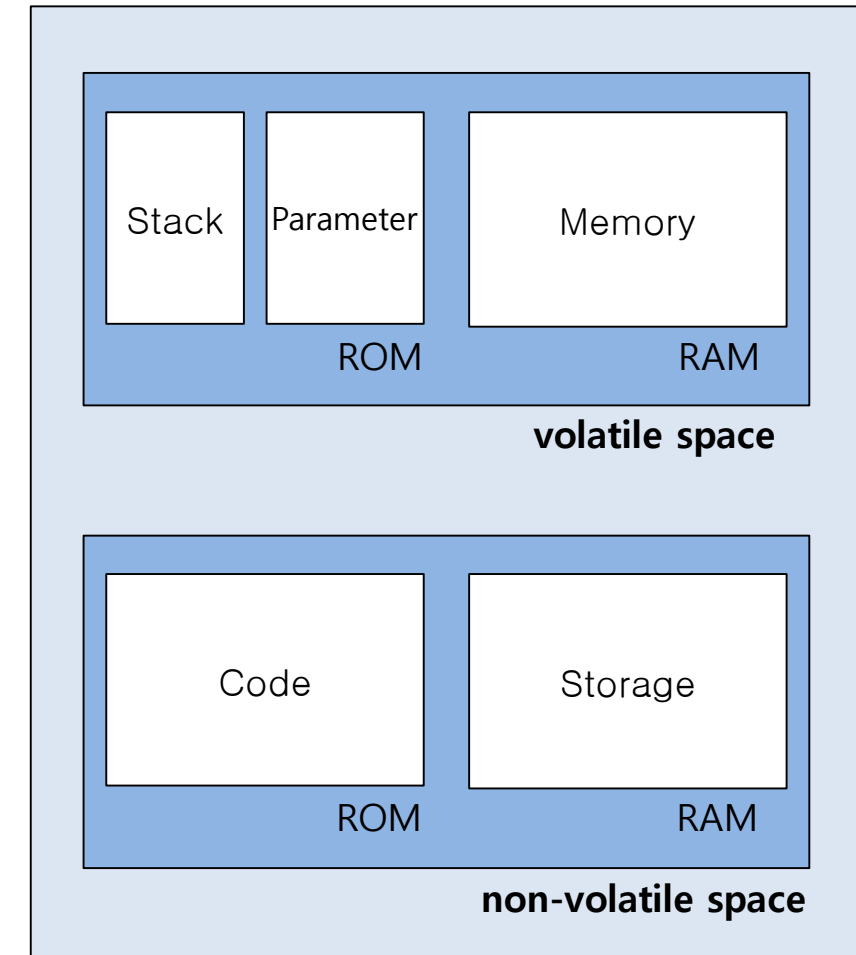 Stack
Parameter
Memory
ROM
RAM
volatile space
Code
Storage
ROM
RAM
non-volatile space